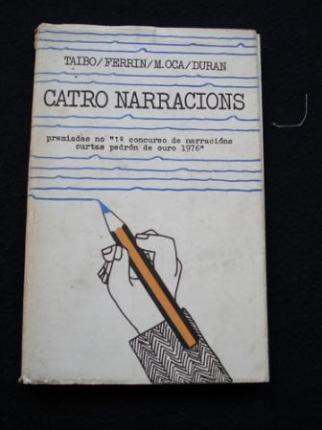 TAIBO/FERRIN/M.OCA/DURAN
CATRO NARRACIONS
premiadas no "1º concurso de narracións
curtas pedrón de ouro 1976"